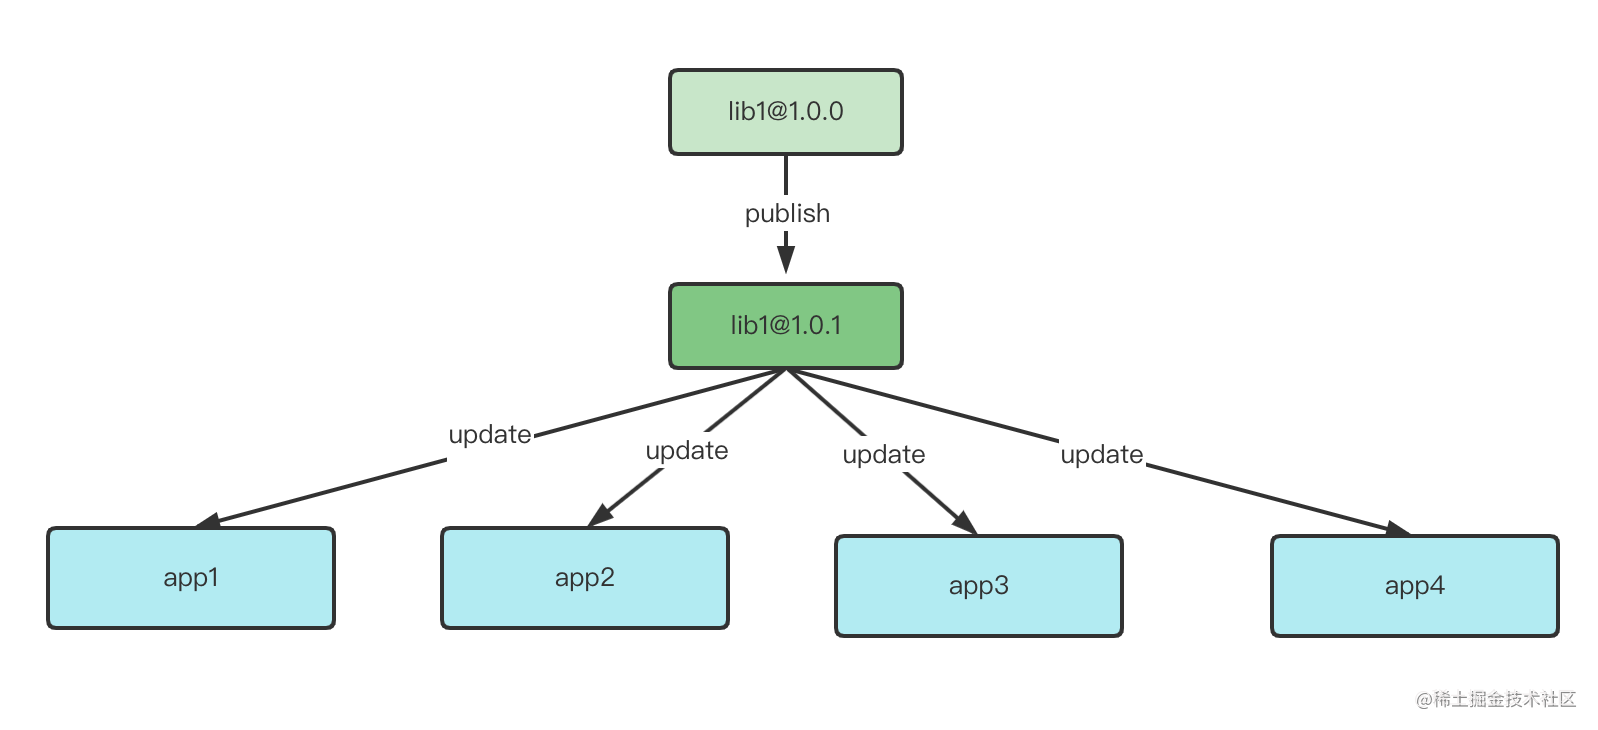 lib1@1.0.0
publish
lib1@1.0.1
update
update
update
update
app1
app2
app3
app4
@稀土掘金技术社区